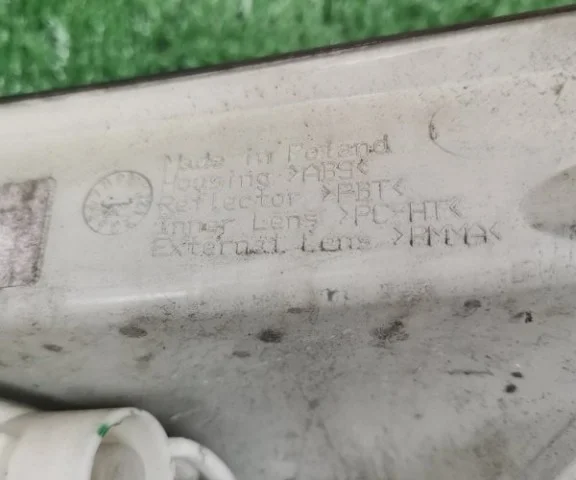 Made in Poland
Housing >ABS<
Reflector >PBT<
Inner Lens >PC-HT<
External Lens >PMMA<